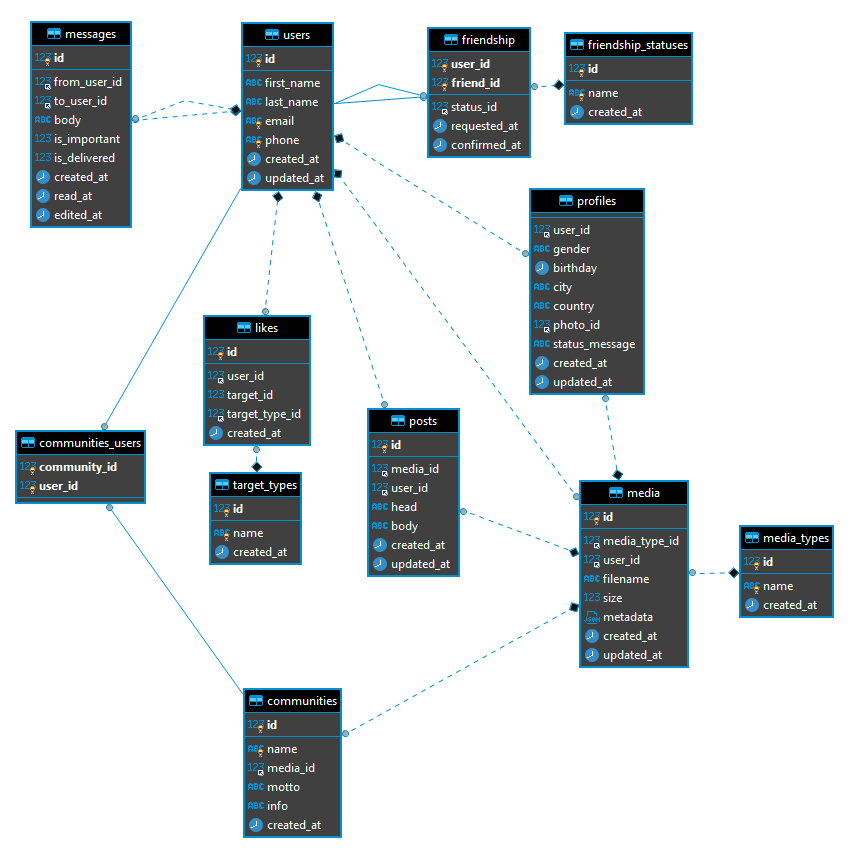 messages
id
from_user_id
to_user_id
body
is_important
is_delivered
created_at
read_at
edited_at
users
id
first_name
last_name
email
phone
created_at
updated_at
friendship
user_id
friend_id
status_id
requested_at
confirmed_at
friendship_statuses
id
name
created_at
profiles
user_id
gender
birthday
city
country
photo_id
status_message
created_at
updated_at
likes
id
user_id
target_id
target_type_id
created_at
communities_users
community_id
user_id
target_types
id
name
created_at
posts
id
media_id
user_id
head
body
created_at
updated_at
media
id
media_type_id
user_id
filename
size
metadata
created_at
updated_at
media_types
id
name
created_at
communities
id
name
media_id
motto
info
created_at